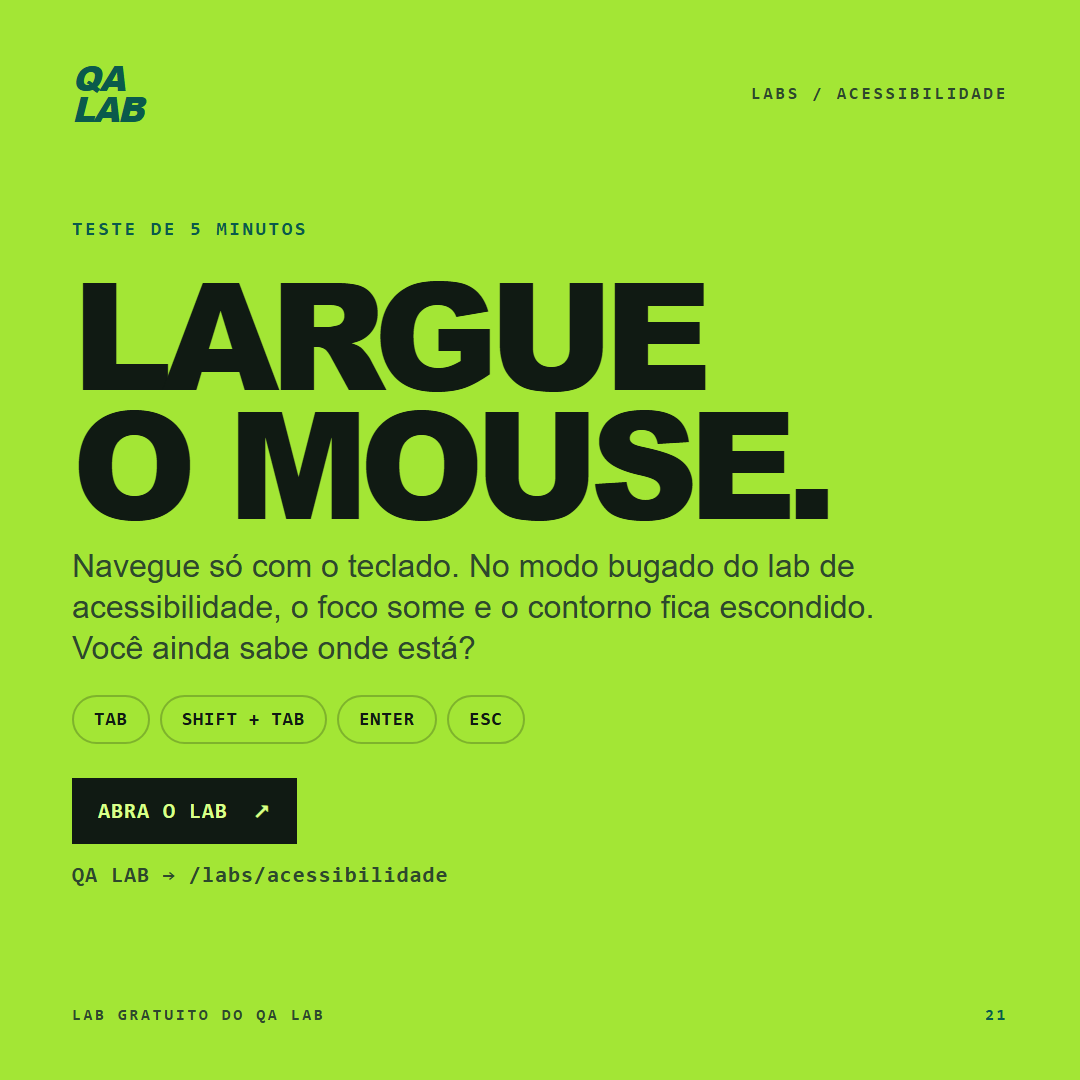 QA
LAB
LABS / ACESSIBILIDADE
TESTE DE 5 MINUTOS
LARGUE
O MOUSE.
Navegue só com o teclado. No modo bugado do lab de
acessibilidade, o foco some e o contorno fica escondido.
Você ainda sabe onde está?
TAB
SHIFT + TAB
ENTER
ESC
ABRA O LAB ↗
QA LAB → /labs/acessibilidade
LAB GRATUITO DO QA LAB
21